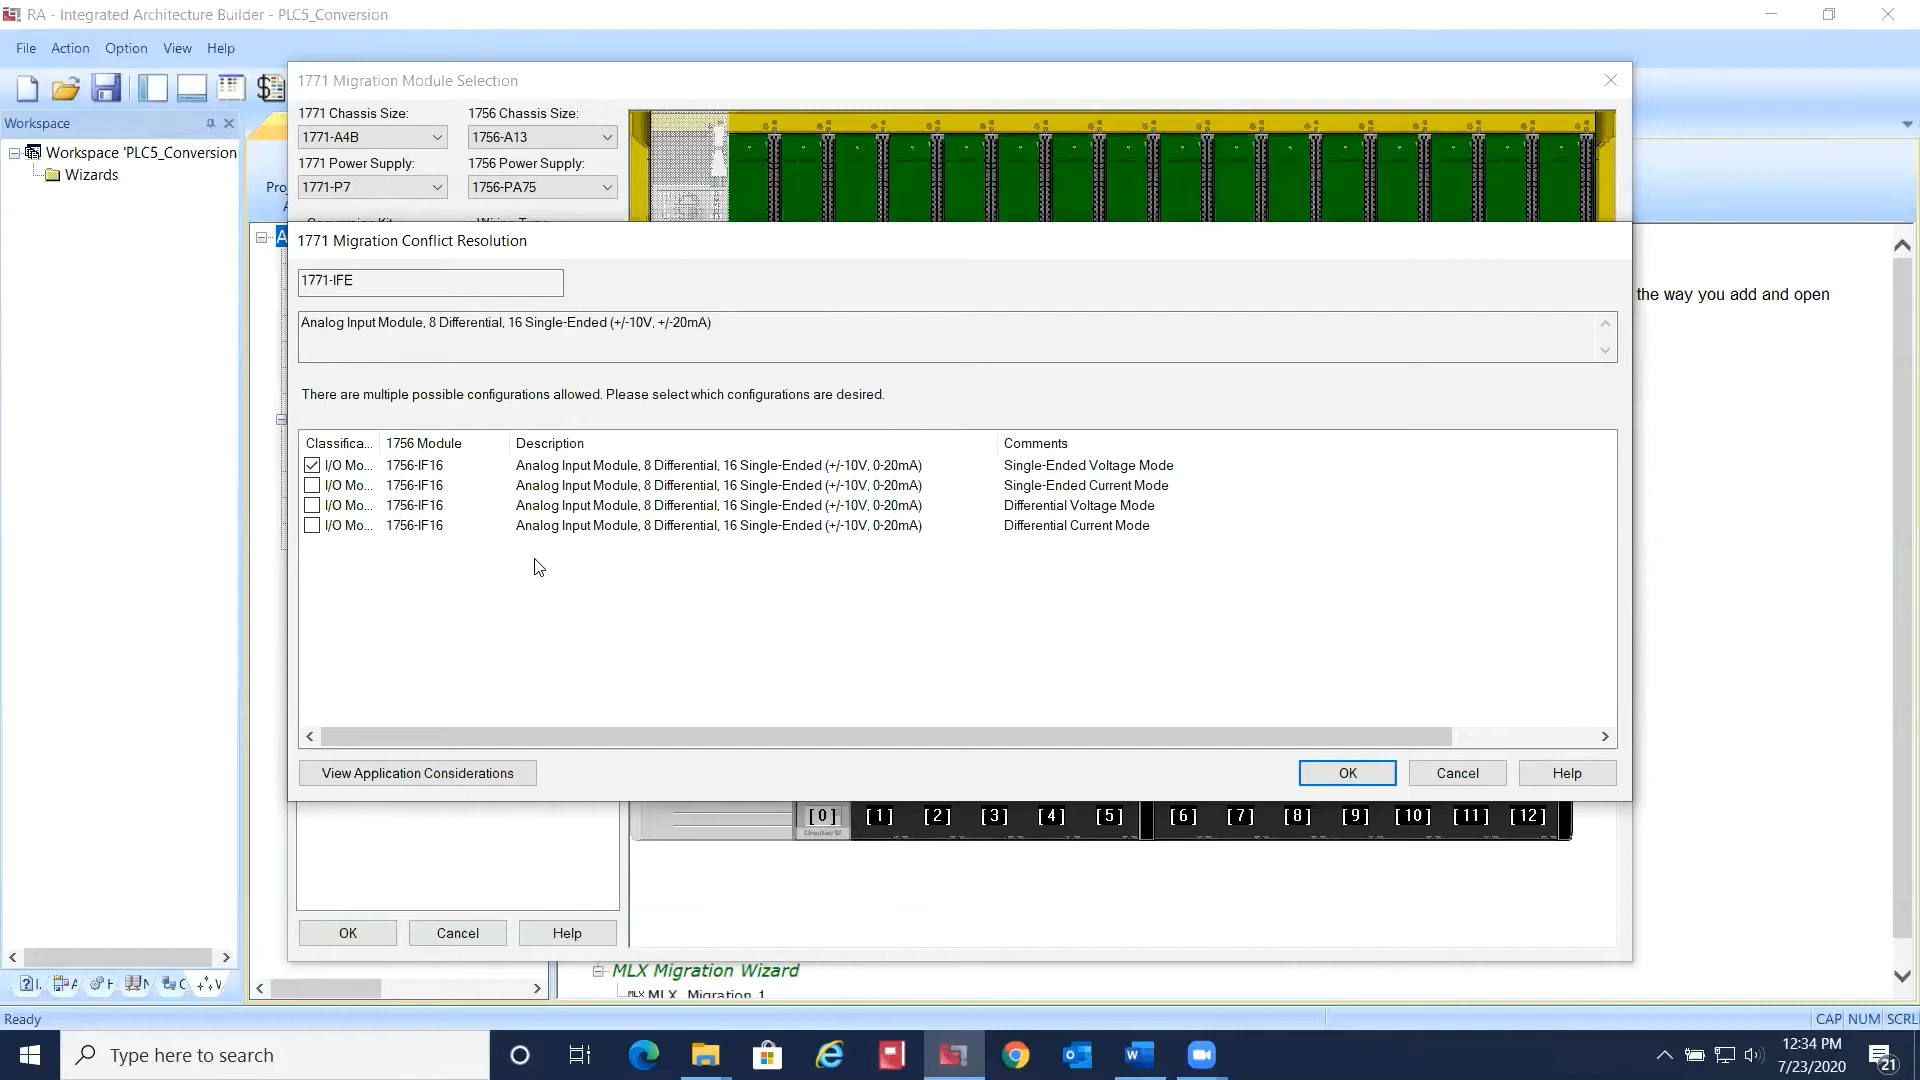 RA - Integrated Architecture Builder - PLC5_Conversion
File Action Option View Help
Workspace
Workspace 'PLC5_Conversion
Wizards
1771 Migration Module Selection
1771 Chassis Size: 1756 Chassis Size:
1771-A4B 1756-A13
1771 Power Supply: 1756 Power Supply:
1771-P7 1756-PA75
1771 Migration Conflict Resolution
1771-IFE
the way you add and open
Analog Input Module, 8 Differential, 16 Single-Ended (+/-10V, +/-20mA)
There are multiple possible configurations allowed. Please select which configurations are desired.
Classifica... 1756 Module Description Comments
I/O Mo... 1756-IF16 Analog Input Module, 8 Differential, 16 Single-Ended (+/-10V, 0-20mA) Single-Ended Voltage Mode
I/O Mo... 1756-IF16 Analog Input Module, 8 Differential, 16 Single-Ended (+/-10V, 0-20mA) Single-Ended Current Mode
I/O Mo... 1756-IF16 Analog Input Module, 8 Differential, 16 Single-Ended (+/-10V, 0-20mA) Differential Voltage Mode
I/O Mo... 1756-IF16 Analog Input Module, 8 Differential, 16 Single-Ended (+/-10V, 0-20mA) Differential Current Mode
View Application Considerations OK Cancel Help
[0] [1] [2] [3] [4] [5] [6] [7] [8] [9] [10] [11] [12]
OK Cancel Help
MLX Migration Wizard
MLX_Migration_1
Ready CAP NUM SCRL
Type here to search
12:34 PM
7/23/2020
21